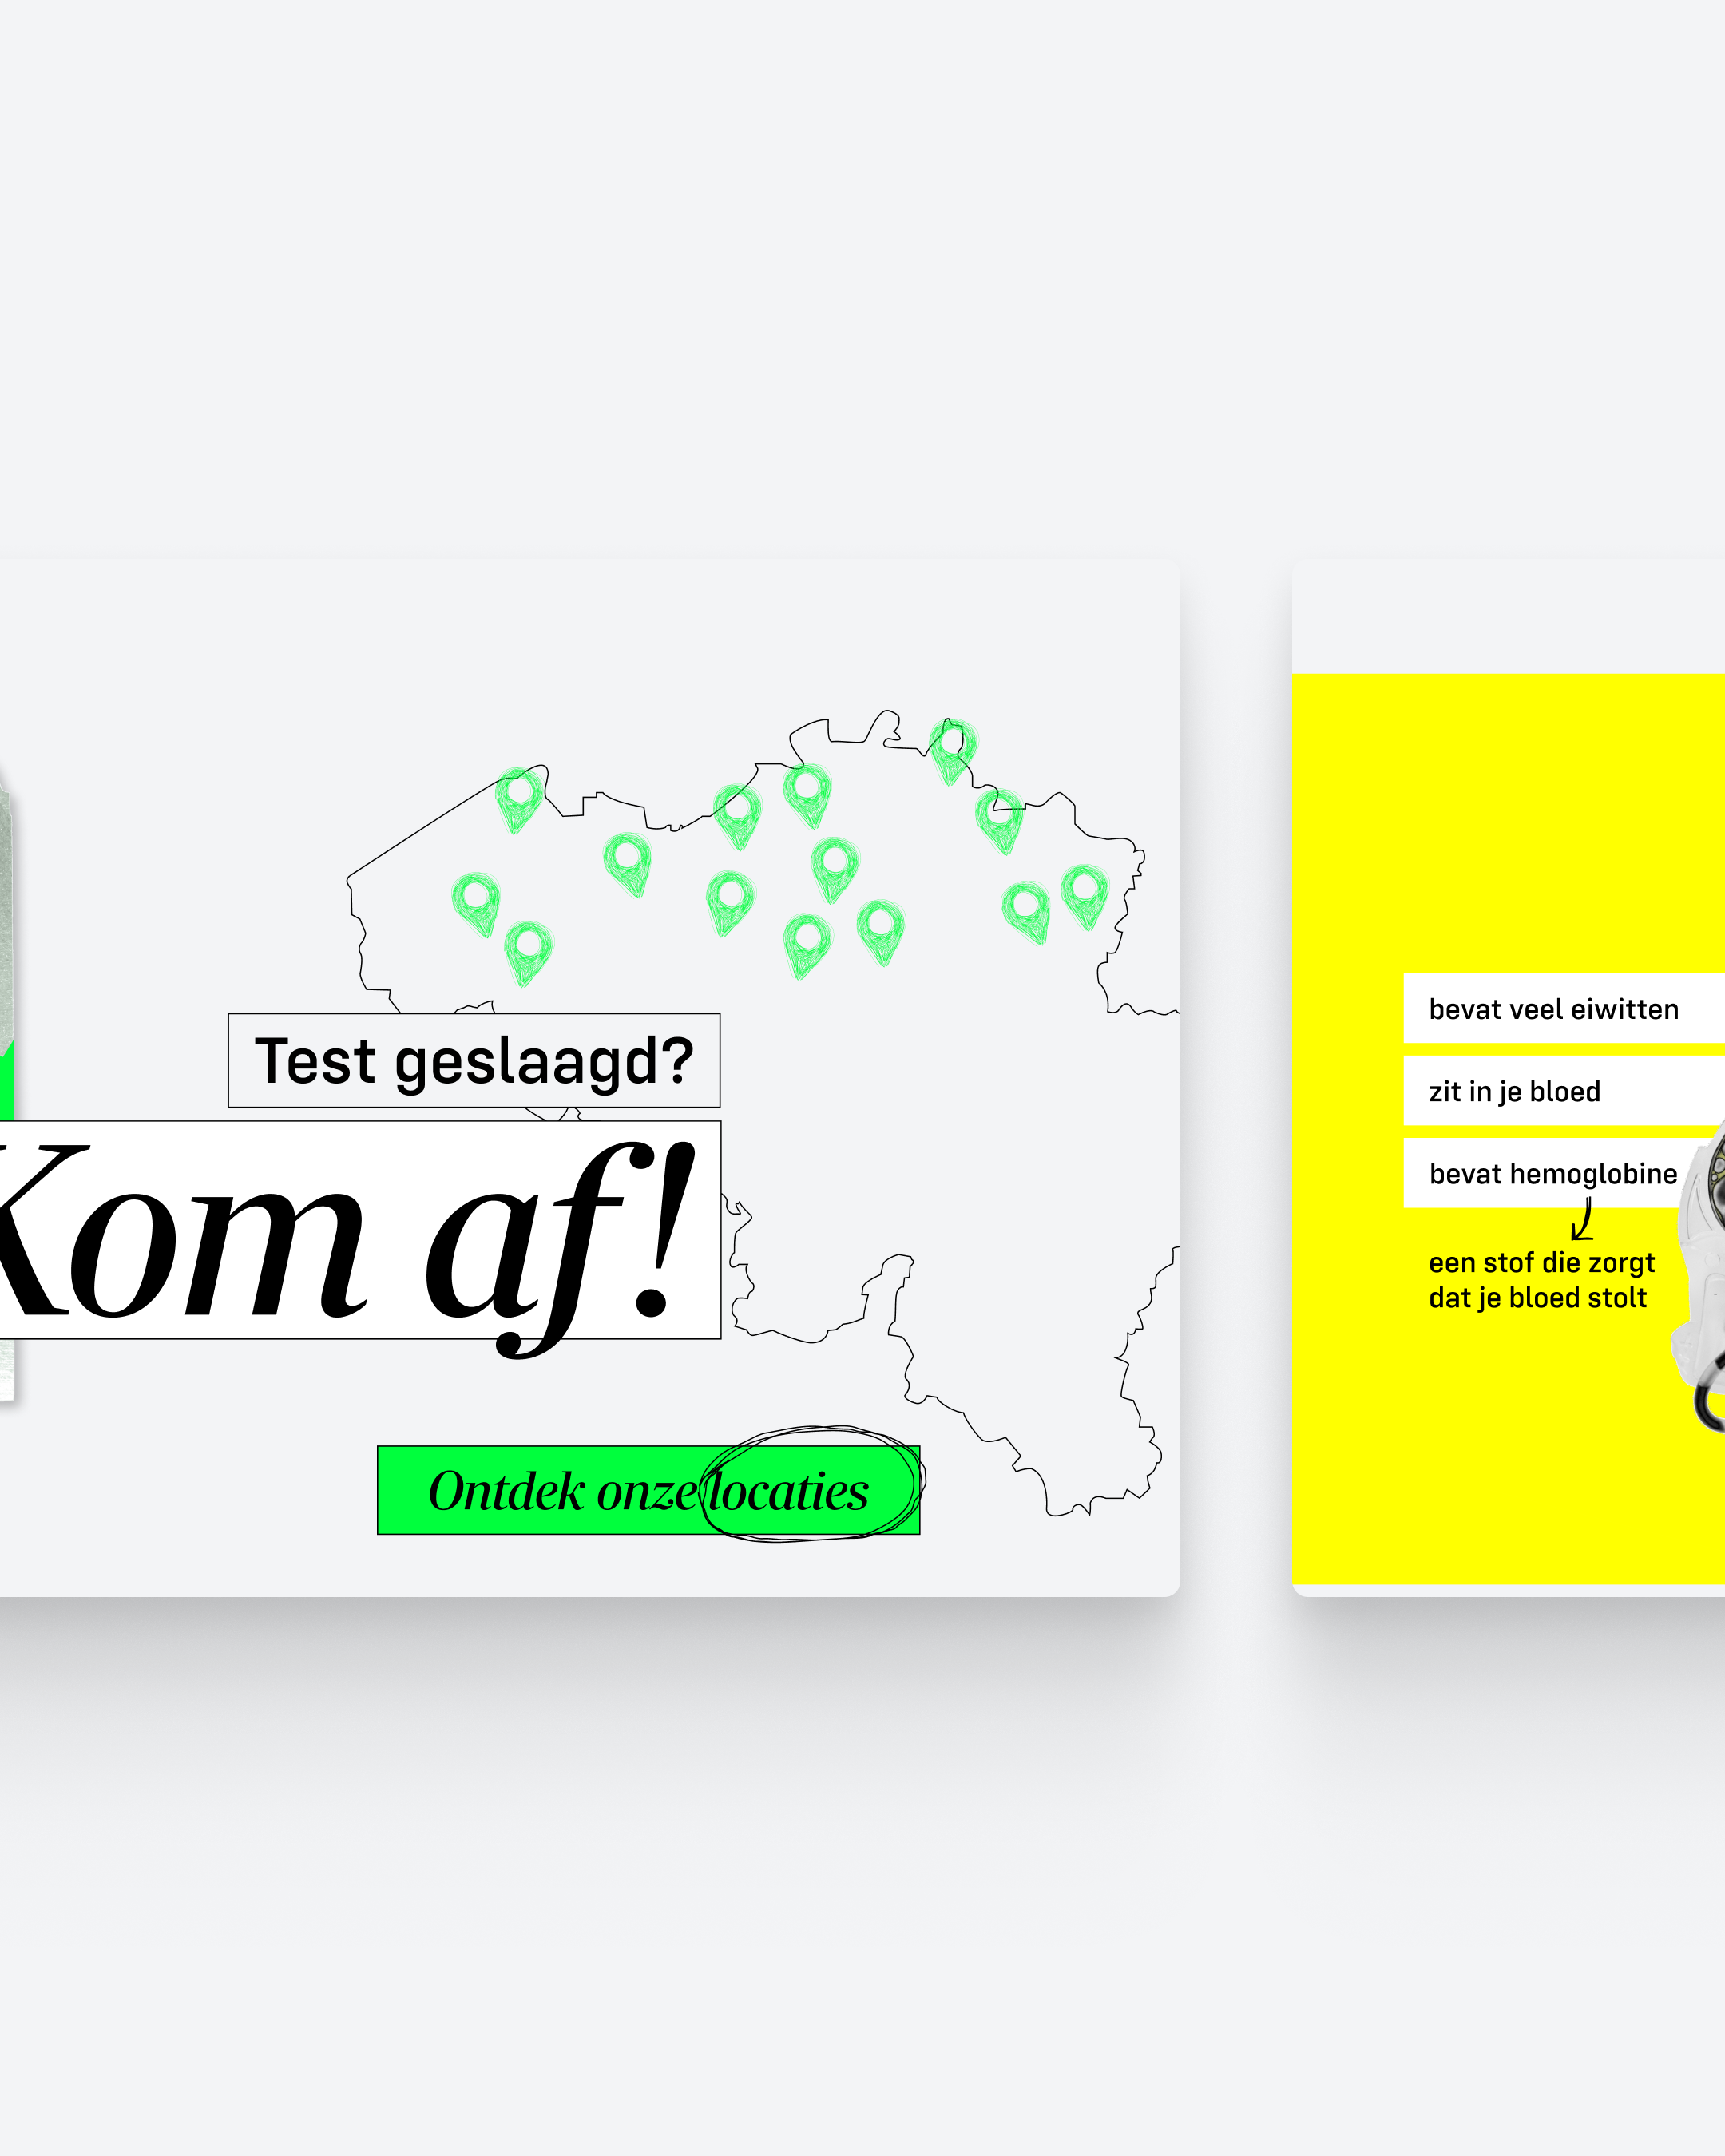 Test geslaagd?
Kom af!
Ontdek onze locaties
bevat veel eiwitten
zit in je bloed
bevat hemoglobine
een stof die zorgt
dat je bloed stolt